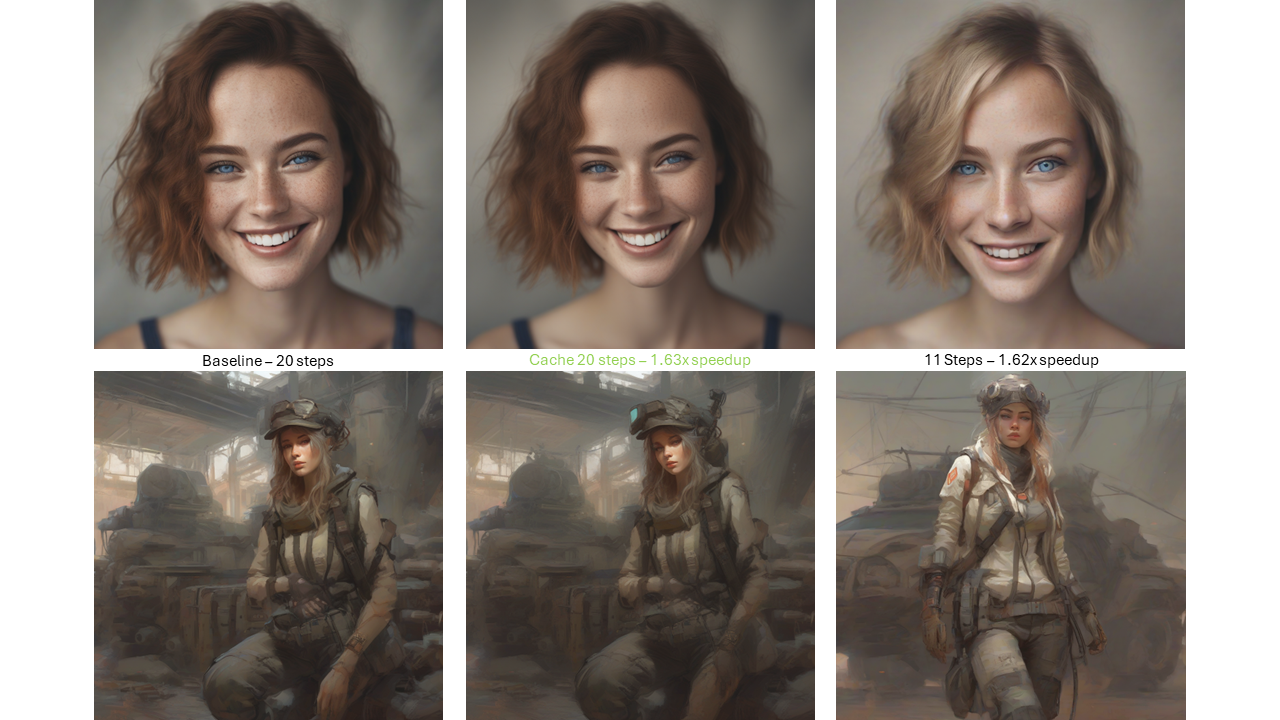 Baseline – 20 steps
Cache 20 steps – 1.63x speedup
11 Steps – 1.62x speedup